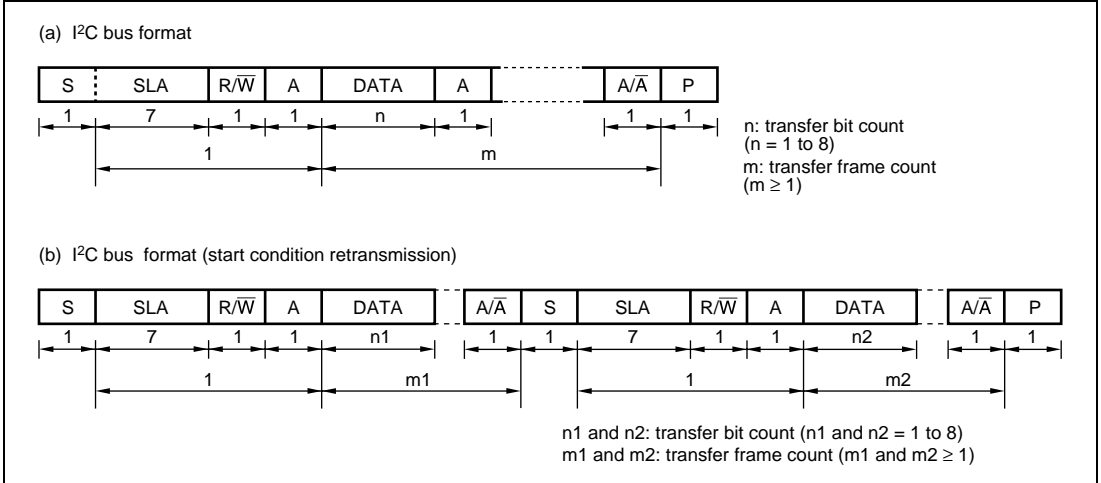 (a) I²C bus format
S SLA R/W̅ A DATA A A/A̅ P
1 7 1 1 n 1 1 1
1 m
n: transfer bit count
(n = 1 to 8)
m: transfer frame count
(m ≥ 1)
(b) I²C bus format (start condition retransmission)
S SLA R/W̅ A DATA A/A̅ S SLA R/W̅ A DATA A/A̅ P
1 7 1 1 n1 1 1 7 1 1 n2 1 1
1 m1 1 m2
n1 and n2: transfer bit count (n1 and n2 = 1 to 8)
m1 and m2: transfer frame count (m1 and m2 ≥ 1)